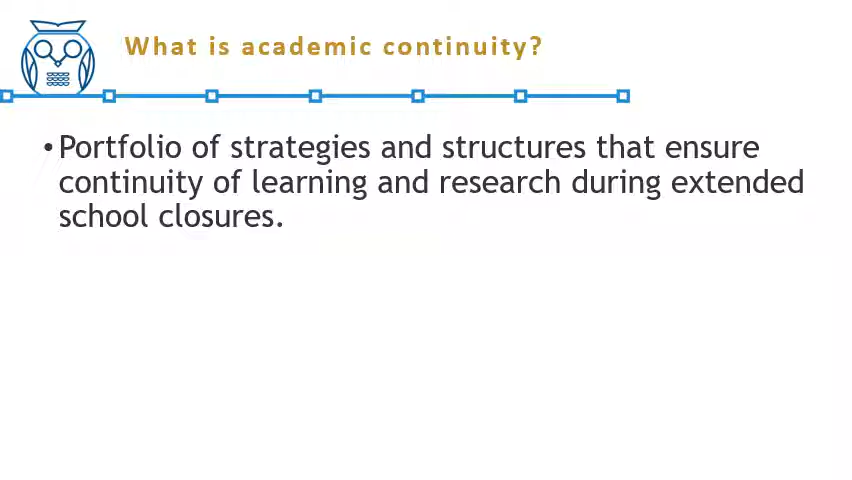 What is academic continuity?
•Portfolio of strategies and structures that ensure
continuity of learning and research during extended
school closures.